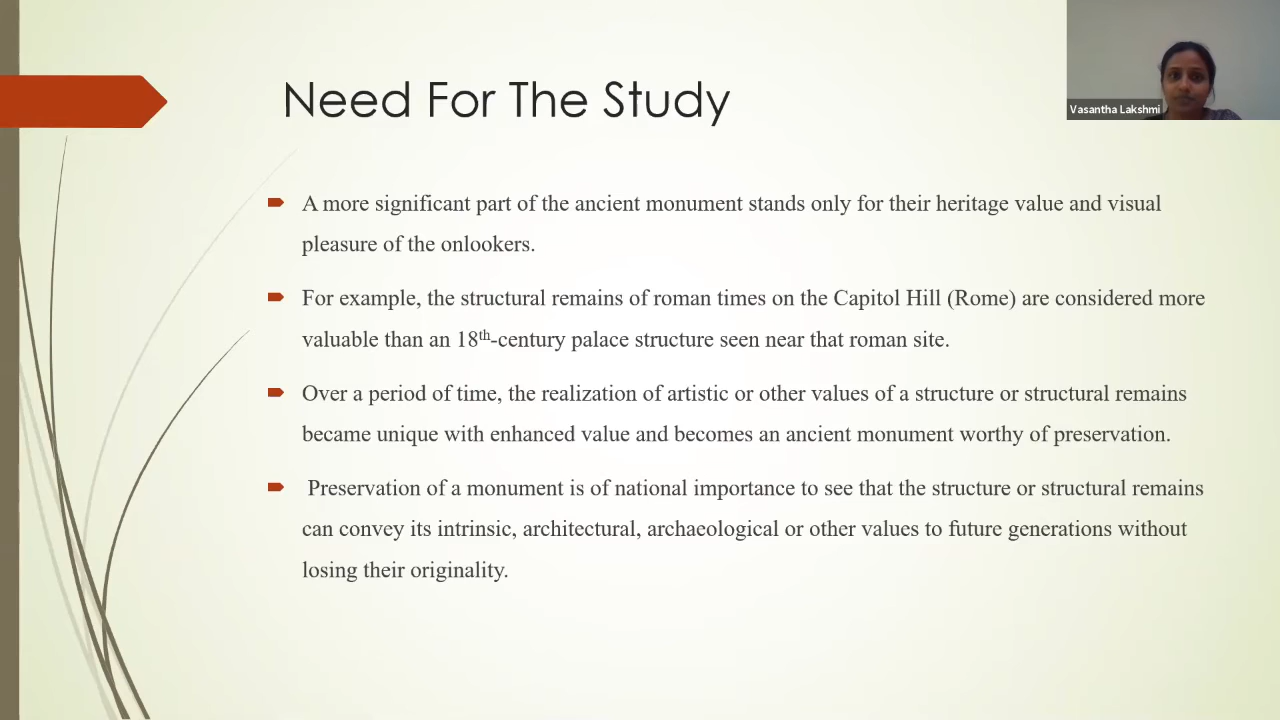 Need For The Study
Vasantha Lakshmi
A more significant part of the ancient monument stands only for their heritage value and visual
pleasure of the onlookers.
For example, the structural remains of roman times on the Capitol Hill (Rome) are considered more
valuable than an 18th-century palace structure seen near that roman site.
Over a period of time, the realization of artistic or other values of a structure or structural remains
became unique with enhanced value and becomes an ancient monument worthy of preservation.
Preservation of a monument is of national importance to see that the structure or structural remains
can convey its intrinsic, architectural, archaeological or other values to future generations without
losing their originality.